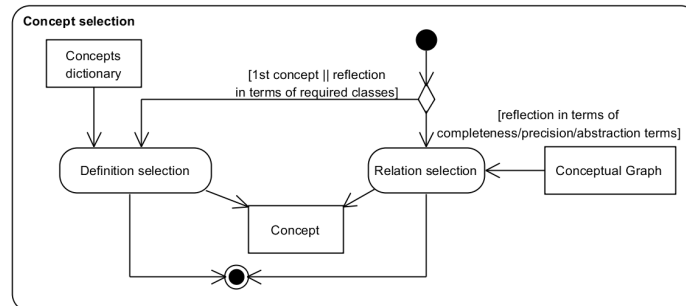 Concept selection
Concepts
dictionary
[1st concept || reflection
in terms of required classes]
[reflection in terms of
completeness/precision/abstraction terms]
Definition selection
Relation selection
Conceptual Graph
Concept